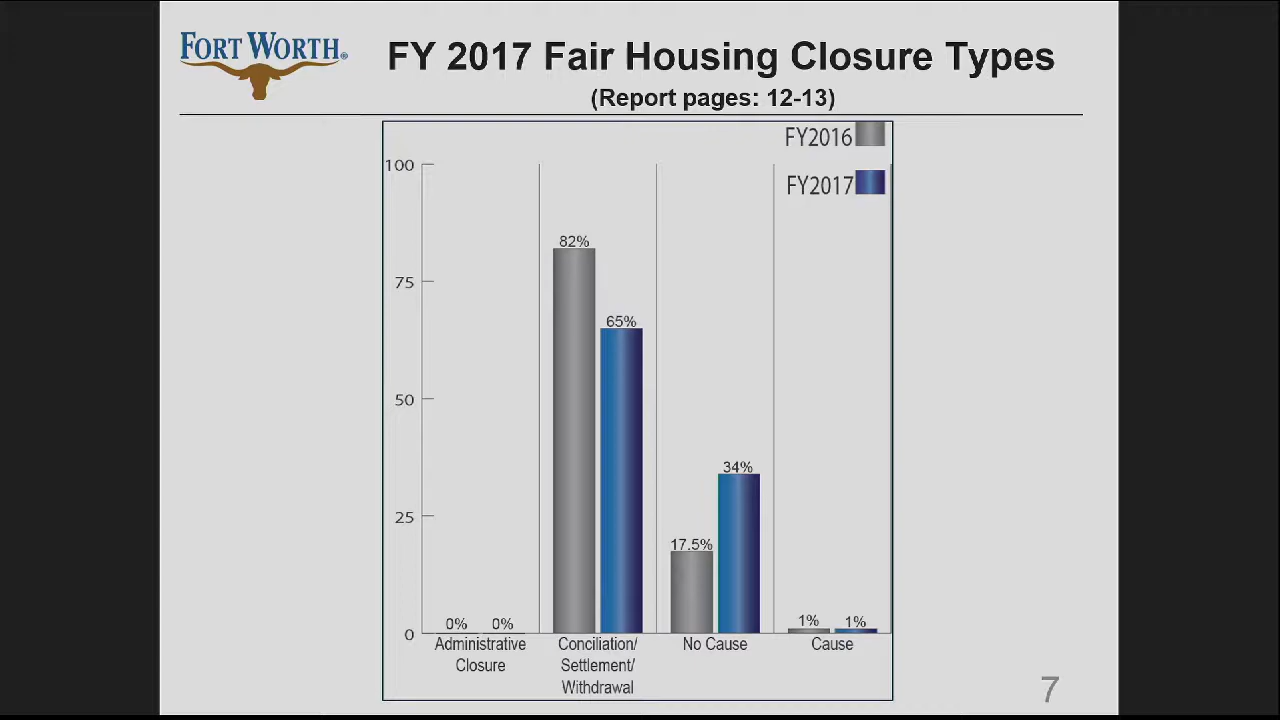 FORT WORTH®
FY 2017 Fair Housing Closure Types
(Report pages: 12-13)
FY2016
FY2017
100
75
50
25
0
82%
65%
34%
17.5%
0% 0%
1% 1%
Administrative
Closure
Conciliation/
Settlement/
Withdrawal
No Cause
Cause
7